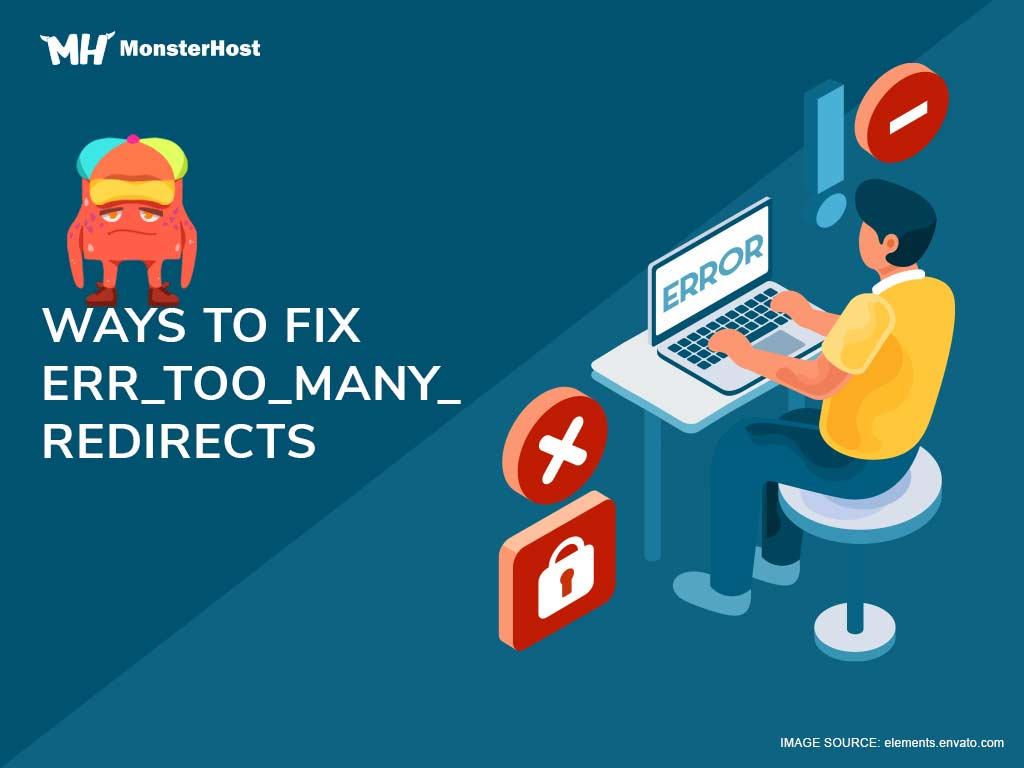 MH MonsterHost
ERROR
WAYS TO FIX
ERR_TOO_MANY_
REDIRECTS
IMAGE SOURCE: elements.envato.com